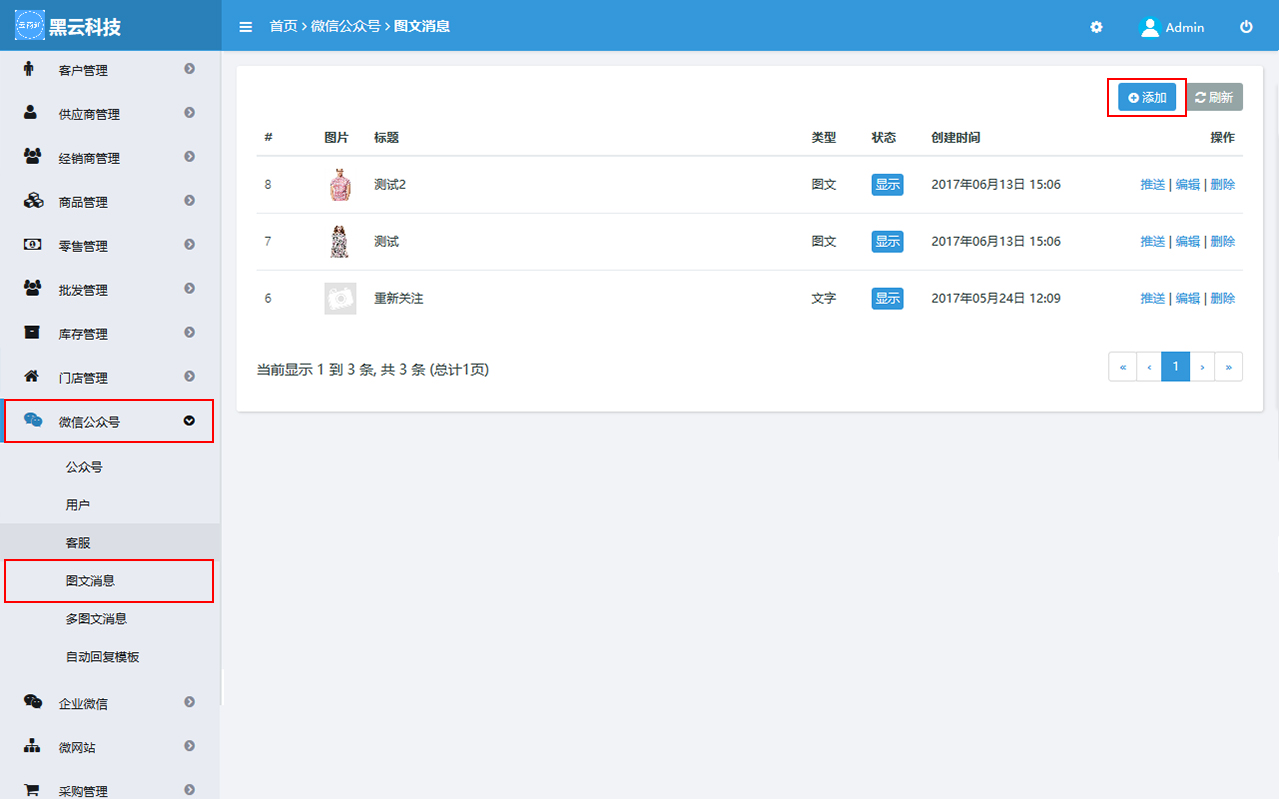 黑云科技
首页 › 微信公众号 › 图文消息
Admin
客户管理
供应商管理
经销商管理
商品管理
零售管理
批发管理
库存管理
门店管理
微信公众号
公众号
用户
客服
图文消息
多图文消息
自动回复模板
企业微信
微网站
采购管理
添加 刷新
# 图片 标题 类型 状态 创建时间 操作
8 测试2 图文 显示 2017年06月13日 15:06 推送 | 编辑 | 删除
7 测试 图文 显示 2017年06月13日 15:06 推送 | 编辑 | 删除
6 重新关注 文字 显示 2017年05月24日 12:09 推送 | 编辑 | 删除
当前显示 1 到 3 条, 共 3 条 (总计1页)
« ‹ 1 › »